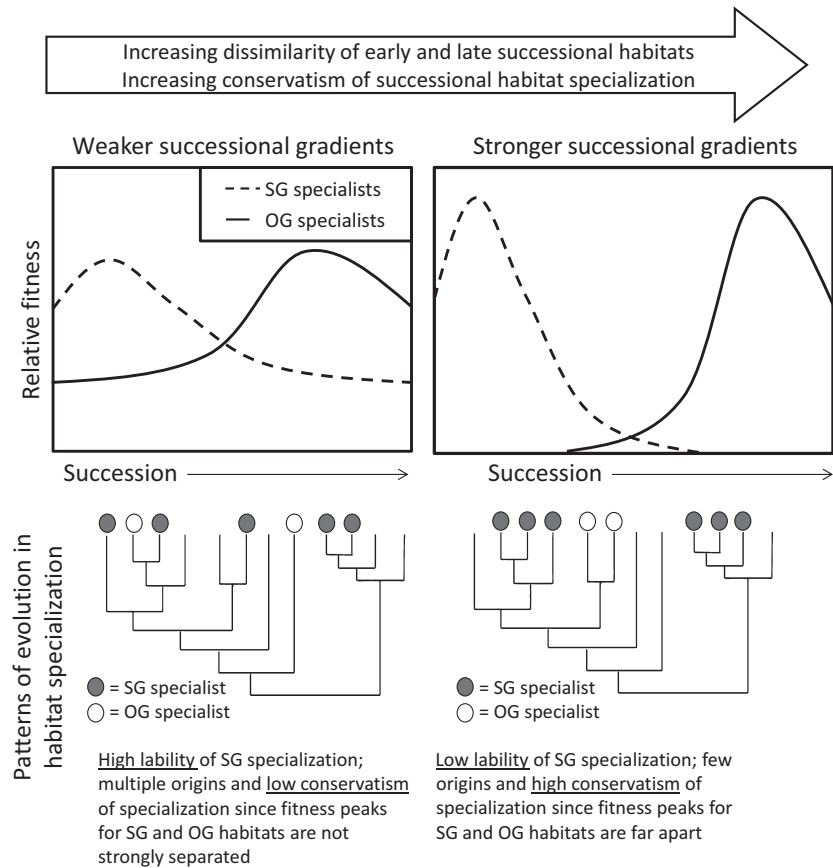 Increasing dissimilarity of early and late successional habitats
Increasing conservatism of successional habitat specialization
Weaker successional gradients
Stronger successional gradients
SG specialists
OG specialists
Relative fitness
Succession
Succession
Patterns of evolution in
habitat specialization
= SG specialist
= OG specialist
= SG specialist
= OG specialist
High lability of SG specialization;
multiple origins and low conservatism
of specialization since fitness peaks
for SG and OG habitats are not
strongly separated
Low lability of SG specialization; few
origins and high conservatism of
specialization since fitness peaks for
SG and OG habitats are far apart